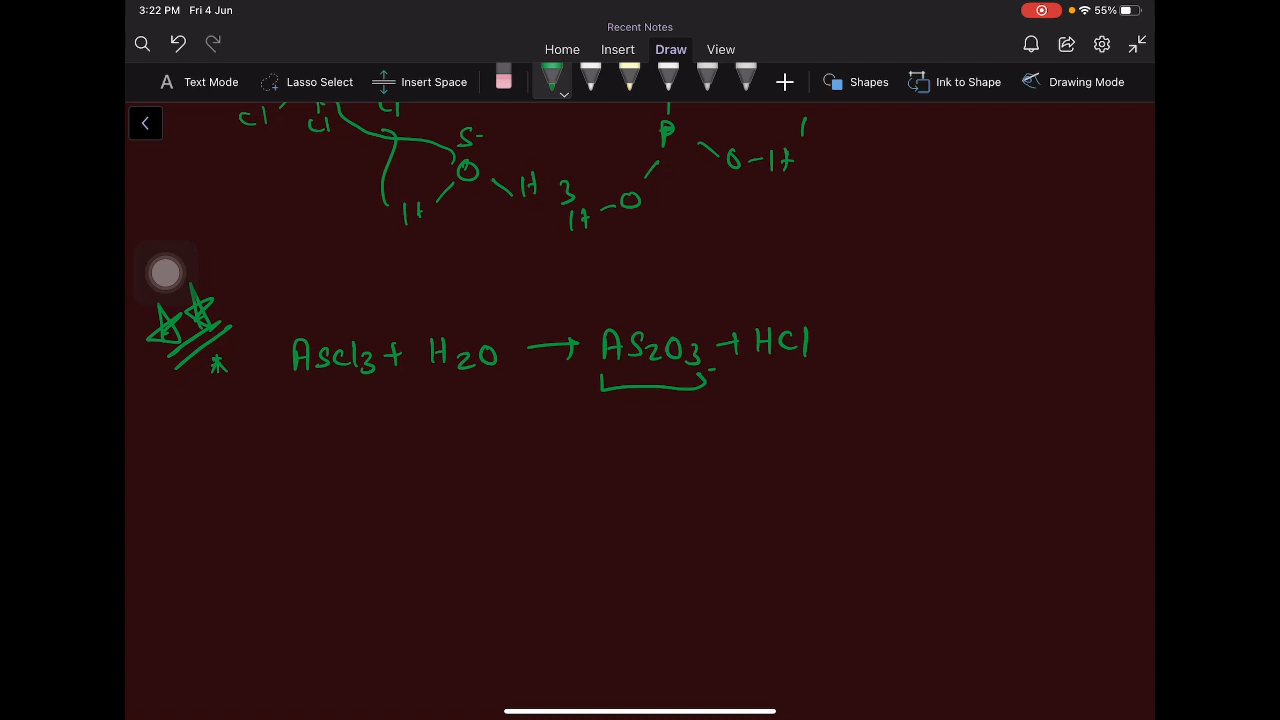 3:22 PM Fri 4 Jun
55%
Recent Notes
Home Insert Draw View
Text Mode Lasso Select Insert Space Shapes Ink to Shape Drawing Mode
Cl Cl Cl
S-
O
H
H
3
P
O-H
H-O
AsCl3 + H2O → As2O3 + HCl